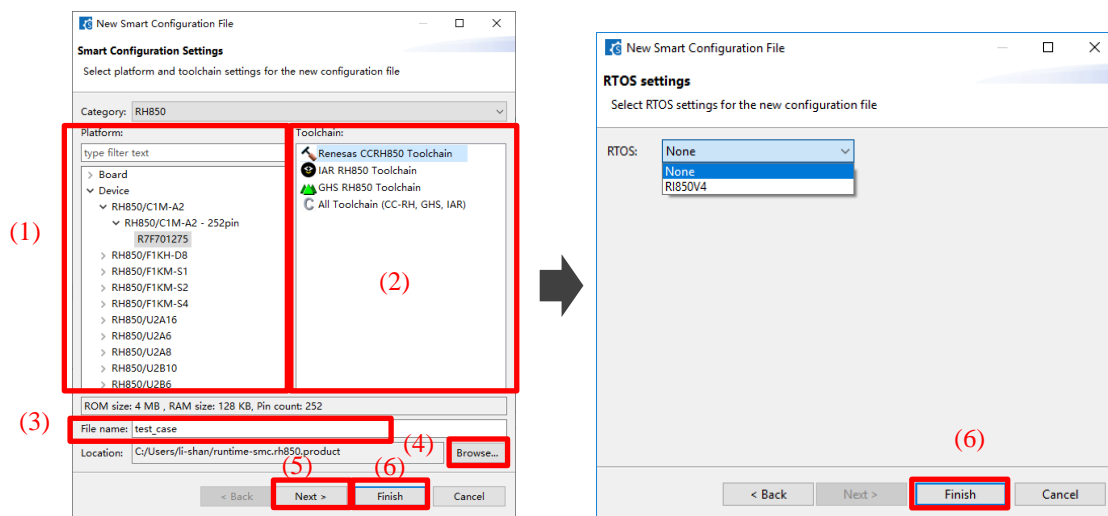 New Smart Configuration File
Smart Configuration Settings
Select platform and toolchain settings for the new configuration file
Category: RH850
Platform:
type filter text
Board
Device
RH850/C1M-A2
RH850/C1M-A2 - 252pin
R7F701275
RH850/F1KH-D8
RH850/F1KM-S1
RH850/F1KM-S2
RH850/F1KM-S4
RH850/U2A16
RH850/U2A6
RH850/U2A8
RH850/U2B10
RH850/U2B6
(1)
Toolchain:
Renesas CCRH850 Toolchain
IAR RH850 Toolchain
GHS RH850 Toolchain
All Toolchain (CC-RH, GHS, IAR)
(2)
ROM size: 4 MB , RAM size: 128 KB, Pin count: 252
(3)
File name: test_case
Location: C:/Users/li-shan/runtime-smc.rh850.product
(4)
Browse...
(5)
(6)
< Back
Next >
Finish
Cancel
New Smart Configuration File
RTOS settings
Select RTOS settings for the new configuration file
RTOS: None
None
RI850V4
(6)
< Back
Next >
Finish
Cancel